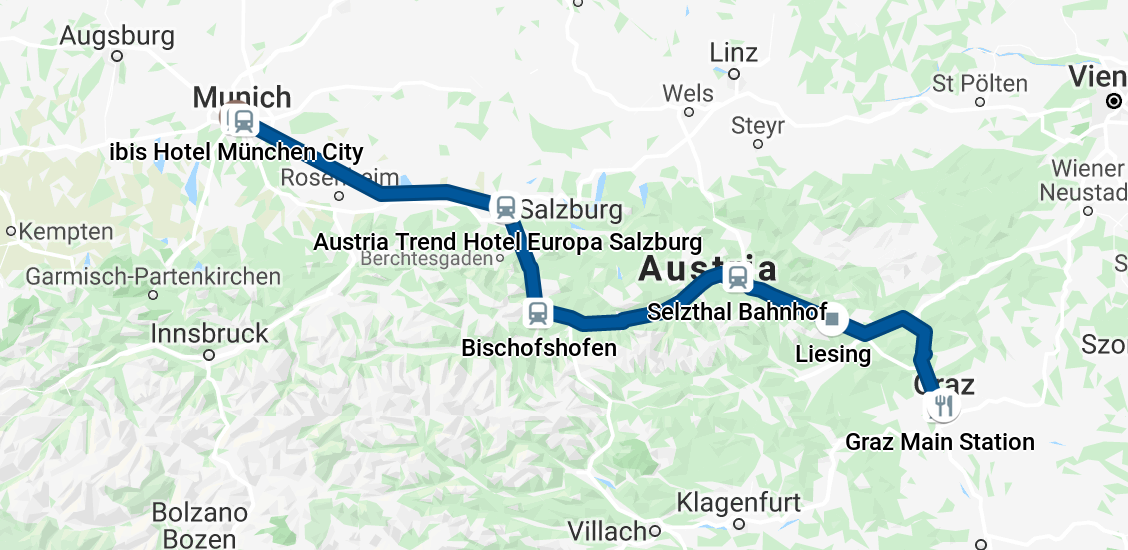 Augsburg
Linz
Munich
Wels
St Pölten
Vien
Steyr
ibis Hotel München City
Rosenheim
Wiener
Neustad
Salzburg
Kempten
Austria Trend Hotel Europa Salzburg
Berchtesgaden
Garmisch-Partenkirchen
Austria
S
Selzthal Bahnhof
Innsbruck
Bischofshofen
Liesing
Szo
Graz
Graz Main Station
Klagenfurt
Villach
Bolzano
Bozen